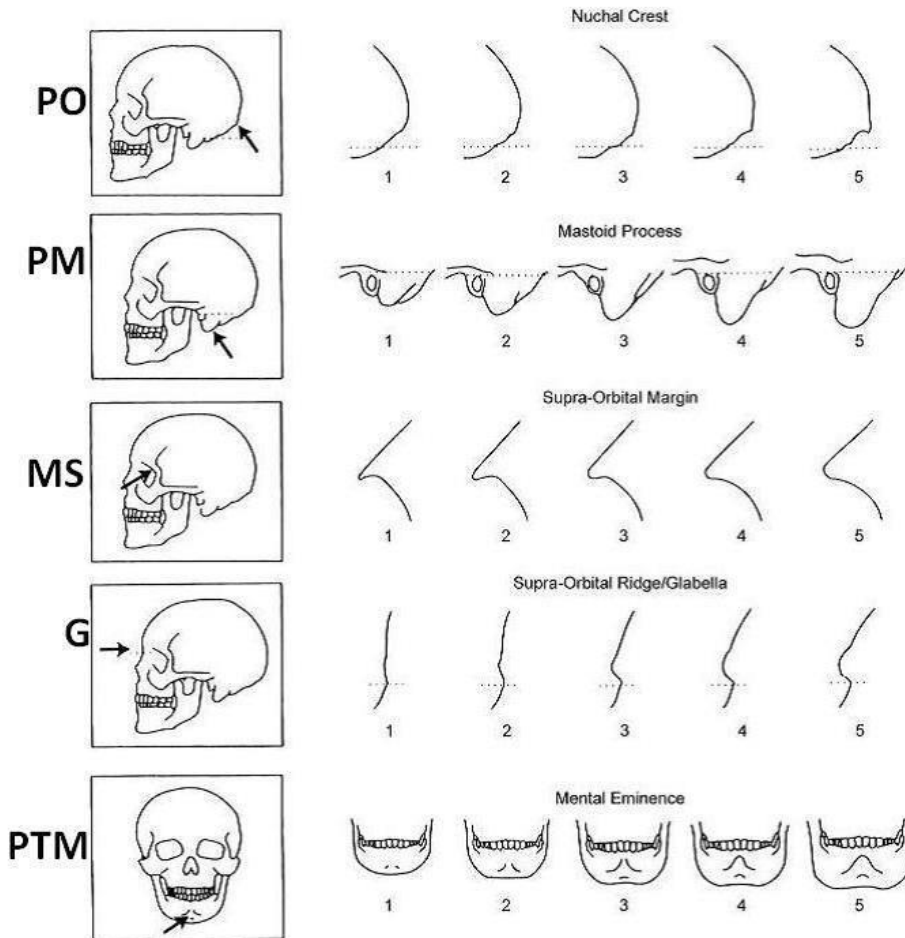 Nuchal Crest
PO
1 2 3 4 5
Mastoid Process
PM
1 2 3 4 5
Supra-Orbital Margin
MS
1 2 3 4 5
Supra-Orbital Ridge/Glabella
G
1 2 3 4 5
Mental Eminence
PTM
1 2 3 4 5